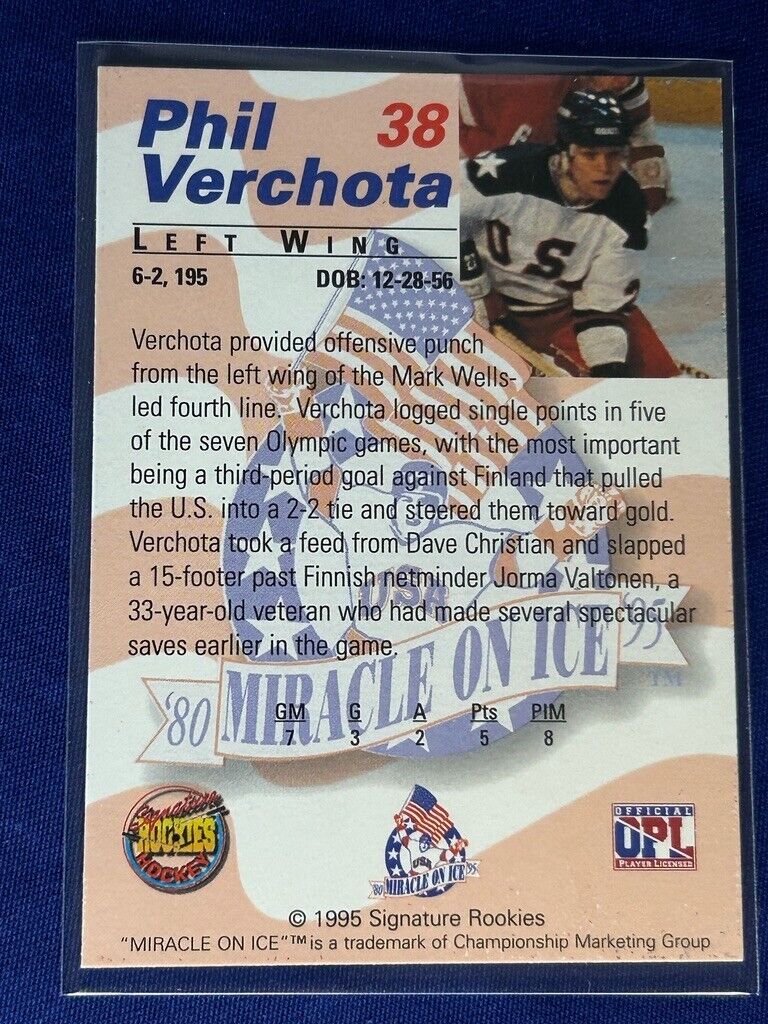 Phil 38
Verchota
LEFT WING
6-2, 195 DOB: 12-28-56
U.S.
Verchota provided offensive punch
from the left wing of the Mark Wells-
led fourth line. Verchota logged single points in five
of the seven Olympic games, with the most important
being a third-period goal against Finland that pulled
the U.S. into a 2-2 tie and steered them toward gold.
Verchota took a feed from Dave Christian and slapped
a 15-footer past Finnish netminder Jorma Valtonen, a
33-year-old veteran who had made several spectacular
saves earlier in the game.
USA
'80 MIRACLE ON ICE '95 TM
GM G A Pts PIM
7 3 2 5 8
Signature
ROOKIES
HOCKEY
'80 MIRACLE ON ICE '95
OFFICIAL
OPL
PLAYER LICENSED
© 1995 Signature Rookies
"MIRACLE ON ICE"™ is a trademark of Championship Marketing Group